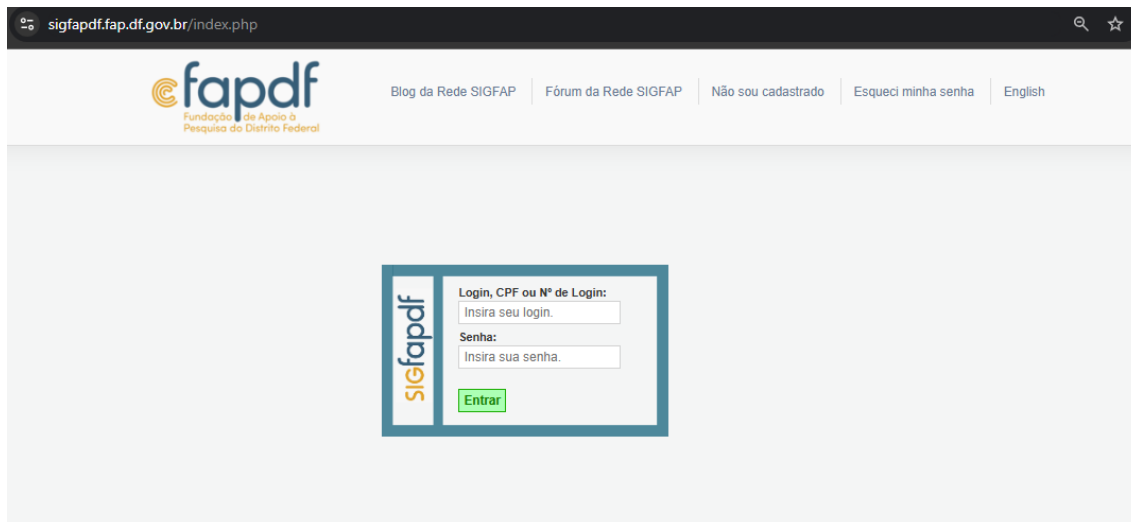 sigfapdf.fap.df.gov.br/index.php
fapdf
Fundação de Apoio à
Pesquisa do Distrito Federal
Blog da Rede SIGFAP
Fórum da Rede SIGFAP
Não sou cadastrado
Esqueci minha senha
English
SIGfapdf
Login, CPF ou Nº de Login:
Insira seu login.
Senha:
Insira sua senha.
Entrar